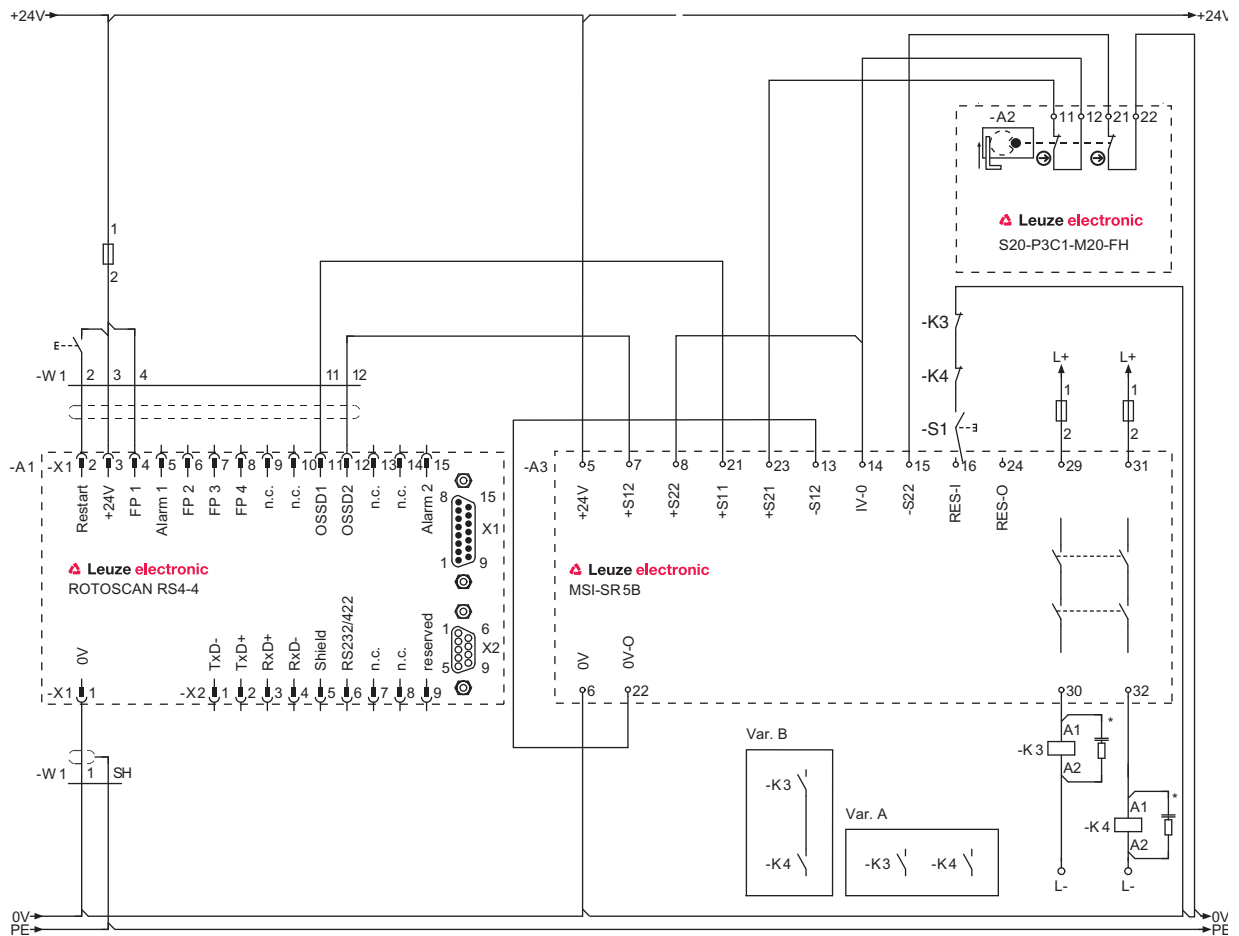 +24V
+24V
-A2
11
12
21
22
Leuze electronic
S20-P3C1-M20-FH
1
2
-K3
-K4
-S1
L+
L+
1
2
1
2
-W1
2
3
4
11
12
-A1
-X1
2
3
4
5
6
7
8
9
10
11
12
13
14
15
Restart
+24V
FP 1
Alarm 1
FP 2
FP 3
FP 4
n.c.
n.c.
OSSD1
OSSD2
n.c.
n.c.
Alarm 2
8
15
X1
1
9
Leuze electronic
ROTOSCAN RS4-4
1
6
X2
5
9
0V
TxD-
TxD+
RxD+
RxD-
Shield
RS232/422
n.c.
n.c.
reserved
-X1
1
-X2
1
2
3
4
5
6
7
8
9
-A3
5
7
8
21
23
13
14
15
16
24
29
31
+24V
+S12
+S22
+S11
+S21
-S12
IV-0
-S22
RES-I
RES-O
Leuze electronic
MSI-SR5B
0V
0V-O
6
22
30
32
-W1
1
SH
Var. B
-K3
-K4
Var. A
-K3
-K4
A1
*
-K3
A2
A1
*
-K4
A2
L-
L-
0V
PE
0V
PE